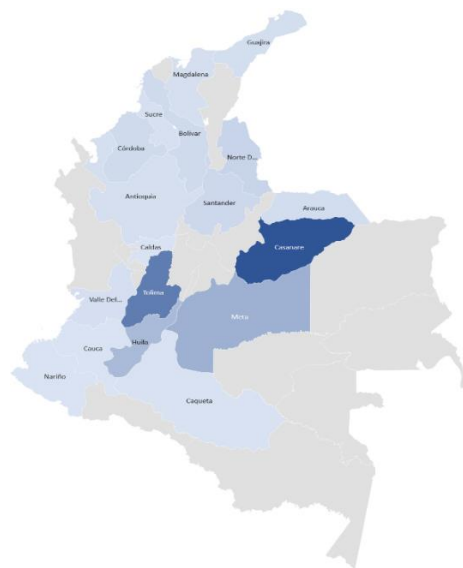 Guajira
Magdalena
Sucre
Bolívar
Córdoba
Norte D...
Antioquia
Santander
Arauca
Caldas
Casanare
Valle Del...
Tolima
Meta
Huila
Cauca
Nariño
Caqueta